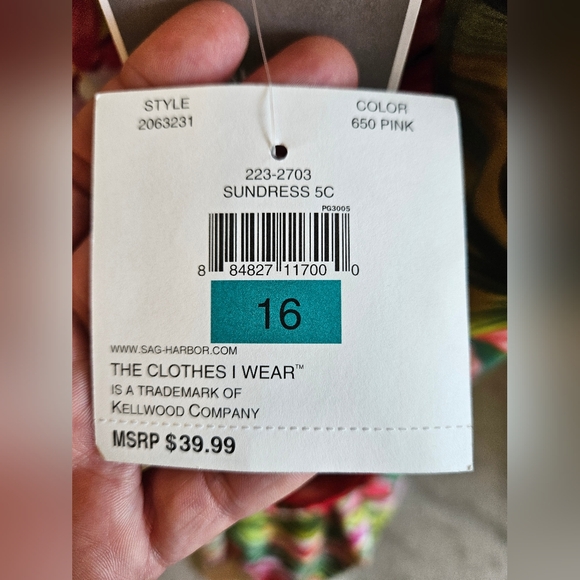 STYLE
2063231
COLOR
650 PINK
223-2703
SUNDRESS 5C
PG3005
8 84827 11700 0
16
WWW.SAG-HARBOR.COM
THE CLOTHES I WEAR™
IS A TRADEMARK OF
KELLWOOD COMPANY
MSRP $39.99